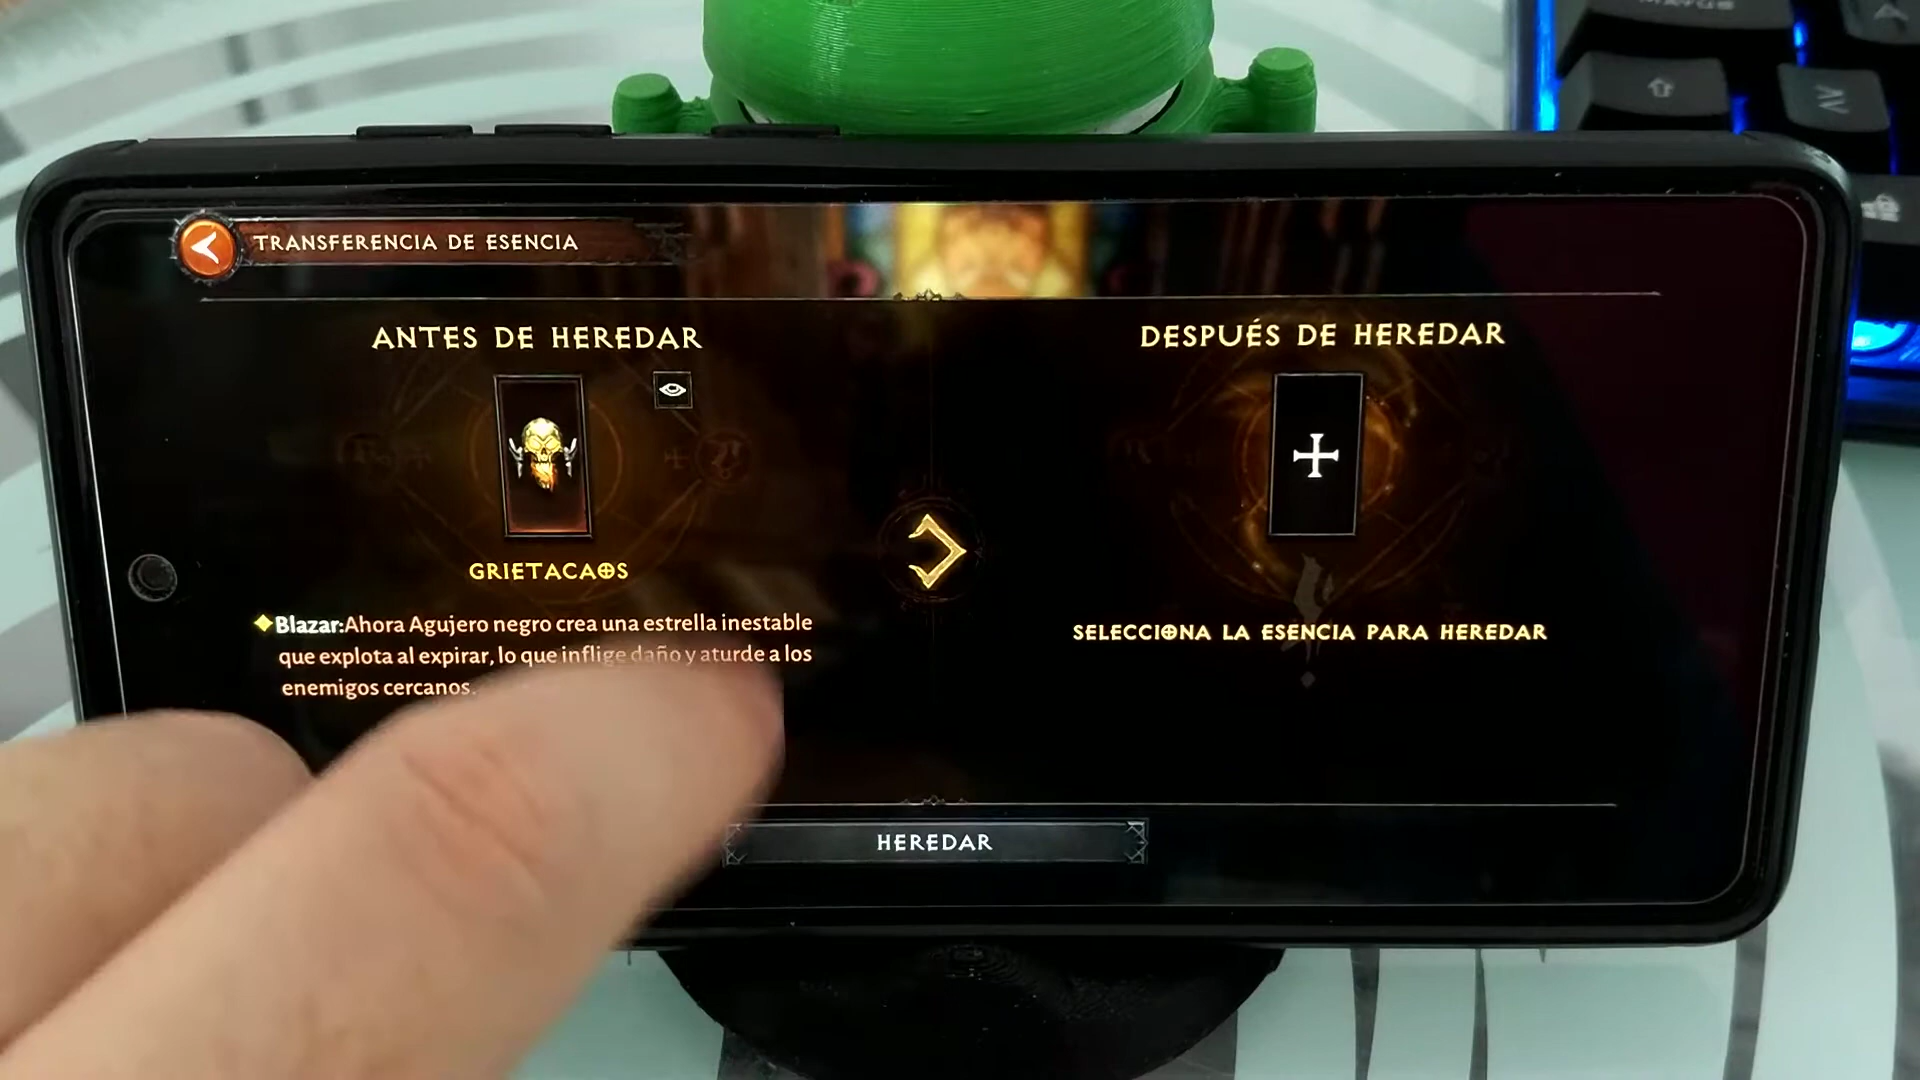 TRANSFERENCIA DE ESENCIA
ANTES DE HEREDAR
DESPUÉS DE HEREDAR
GRIETACAOS
Blazar:Ahora Agujero negro crea una estrella inestable
que explota al expirar, lo que inflige daño y aturde a los
enemigos cercanos.
SELECCIONA LA ESENCIA PARA HEREDAR
HEREDAR